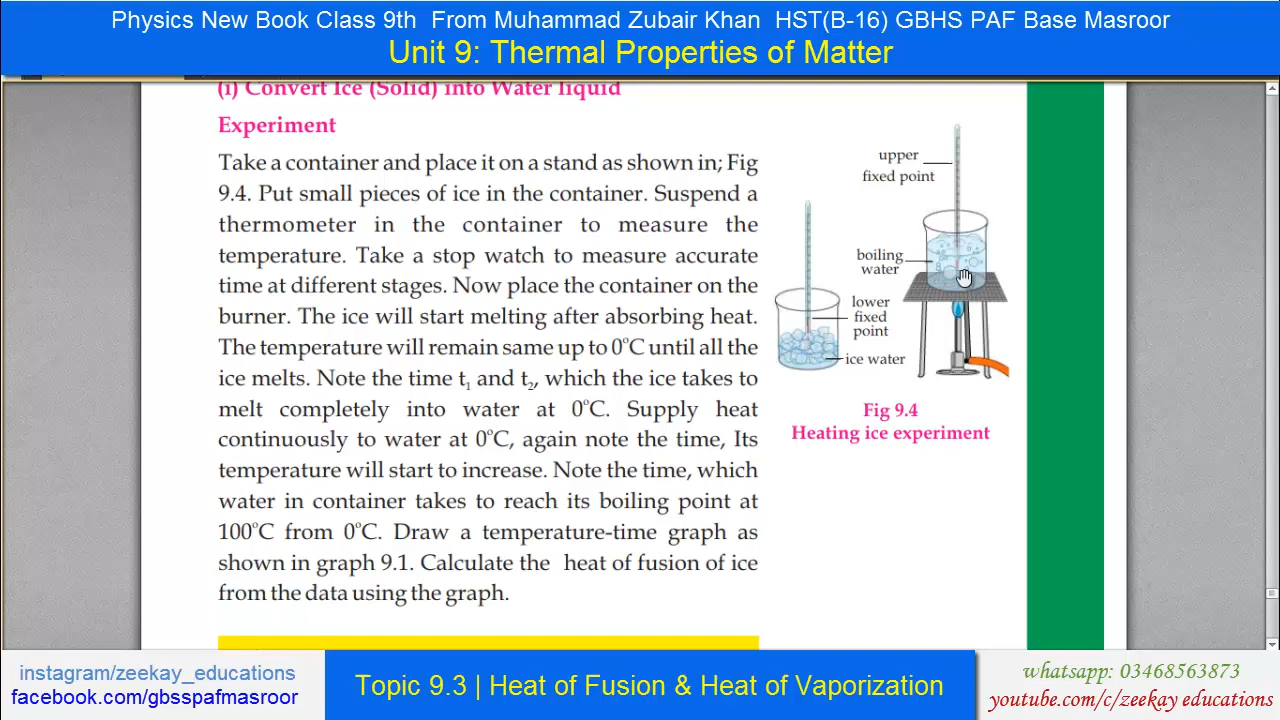 Physics New Book Class 9th From Muhammad Zubair Khan HST(B-16) GBHS PAF Base Masroor
Unit 9: Thermal Properties of Matter
(i) Convert Ice (Solid) into Water liquid
Experiment
Take a container and place it on a stand as shown in; Fig
9.4. Put small pieces of ice in the container. Suspend a
thermometer in the container to measure the
temperature. Take a stop watch to measure accurate
time at different stages. Now place the container on the
burner. The ice will start melting after absorbing heat.
The temperature will remain same up to 0°C until all the
ice melts. Note the time t₁ and t₂, which the ice takes to
melt completely into water at 0°C. Supply heat
continuously to water at 0°C, again note the time, Its
temperature will start to increase. Note the time, which
water in container takes to reach its boiling point at
100°C from 0°C. Draw a temperature-time graph as
shown in graph 9.1. Calculate the heat of fusion of ice
from the data using the graph.
upper
fixed point
boiling
water
lower
fixed
point
ice water
Fig 9.4
Heating ice experiment
instagram/zeekay_educations
facebook.com/gbsspafmasroor
Topic 9.3 | Heat of Fusion & Heat of Vaporization
whatsapp: 03468563873
youtube.com/c/zeekay educations